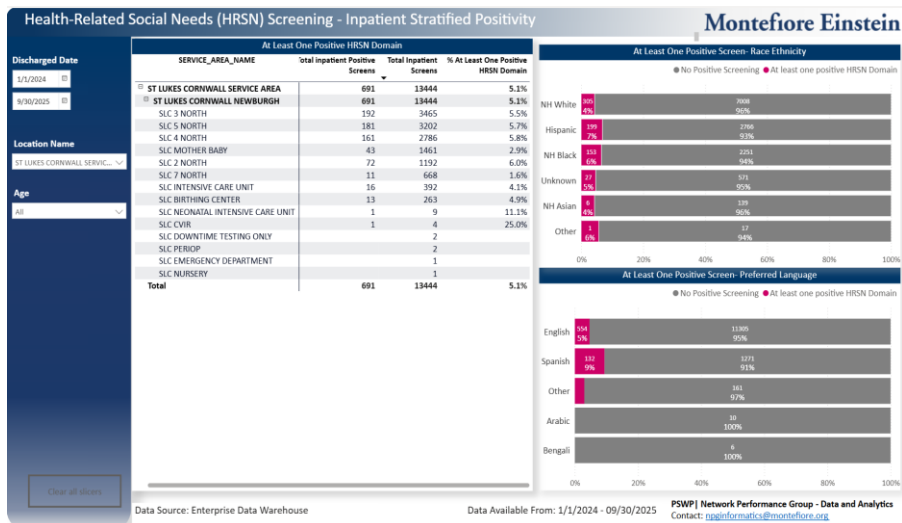 Health-Related Social Needs (HRSN) Screening - Inpatient Stratified Positivity
Montefiore Einstein
Discharged Date
1/1/2024
9/30/2025
Location Name
ST LUKES CORNWALL SERVIC...
Age
All
Clear all slicers
At Least One Positive HRSN Domain
SERVICE_AREA_NAME Total Inpatient Positive Screens Total Inpatient Screens % At Least One Positive HRSN Domain
ST LUKES CORNWALL SERVICE AREA 691 13444 5.1%
ST LUKES CORNWALL NEWBURGH 691 13444 5.1%
SLC 3 NORTH 192 3465 5.5%
SLC 5 NORTH 181 3202 5.7%
SLC 4 NORTH 161 2786 5.8%
SLC MOTHER BABY 43 1461 2.9%
SLC 2 NORTH 72 1192 6.0%
SLC 7 NORTH 11 668 1.6%
SLC INTENSIVE CARE UNIT 16 392 4.1%
SLC BIRTHING CENTER 13 263 4.9%
SLC NEONATAL INTENSIVE CARE UNIT 1 9 11.1%
SLC CVIR 1 4 25.0%
SLC DOWNTIME TESTING ONLY 2
SLC PERIOP 2
SLC EMERGENCY DEPARTMENT 1
SLC NURSERY 1
Total 691 13444 5.1%
At Least One Positive Screen- Race Ethnicity
No Positive Screening At least one positive HRSN Domain
NH White 305 4% 7008 96%
Hispanic 199 7% 2766 93%
NH Black 153 6% 2251 94%
Unknown 27 5% 571 95%
NH Asian 6 4% 139 96%
Other 1 6% 17 94%
0% 20% 40% 60% 80% 100%
At Least One Positive Screen- Preferred Language
No Positive Screening At least one positive HRSN Domain
English 554 5% 11305 95%
Spanish 132 9% 1271 91%
Other 161 97%
Arabic 10 100%
Bengali 6 100%
0% 20% 40% 60% 80% 100%
Data Source: Enterprise Data Warehouse
Data Available From: 1/1/2024 - 09/30/2025
PSWP| Network Performance Group - Data and Analytics
Contact: npginformatics@montefiore.org